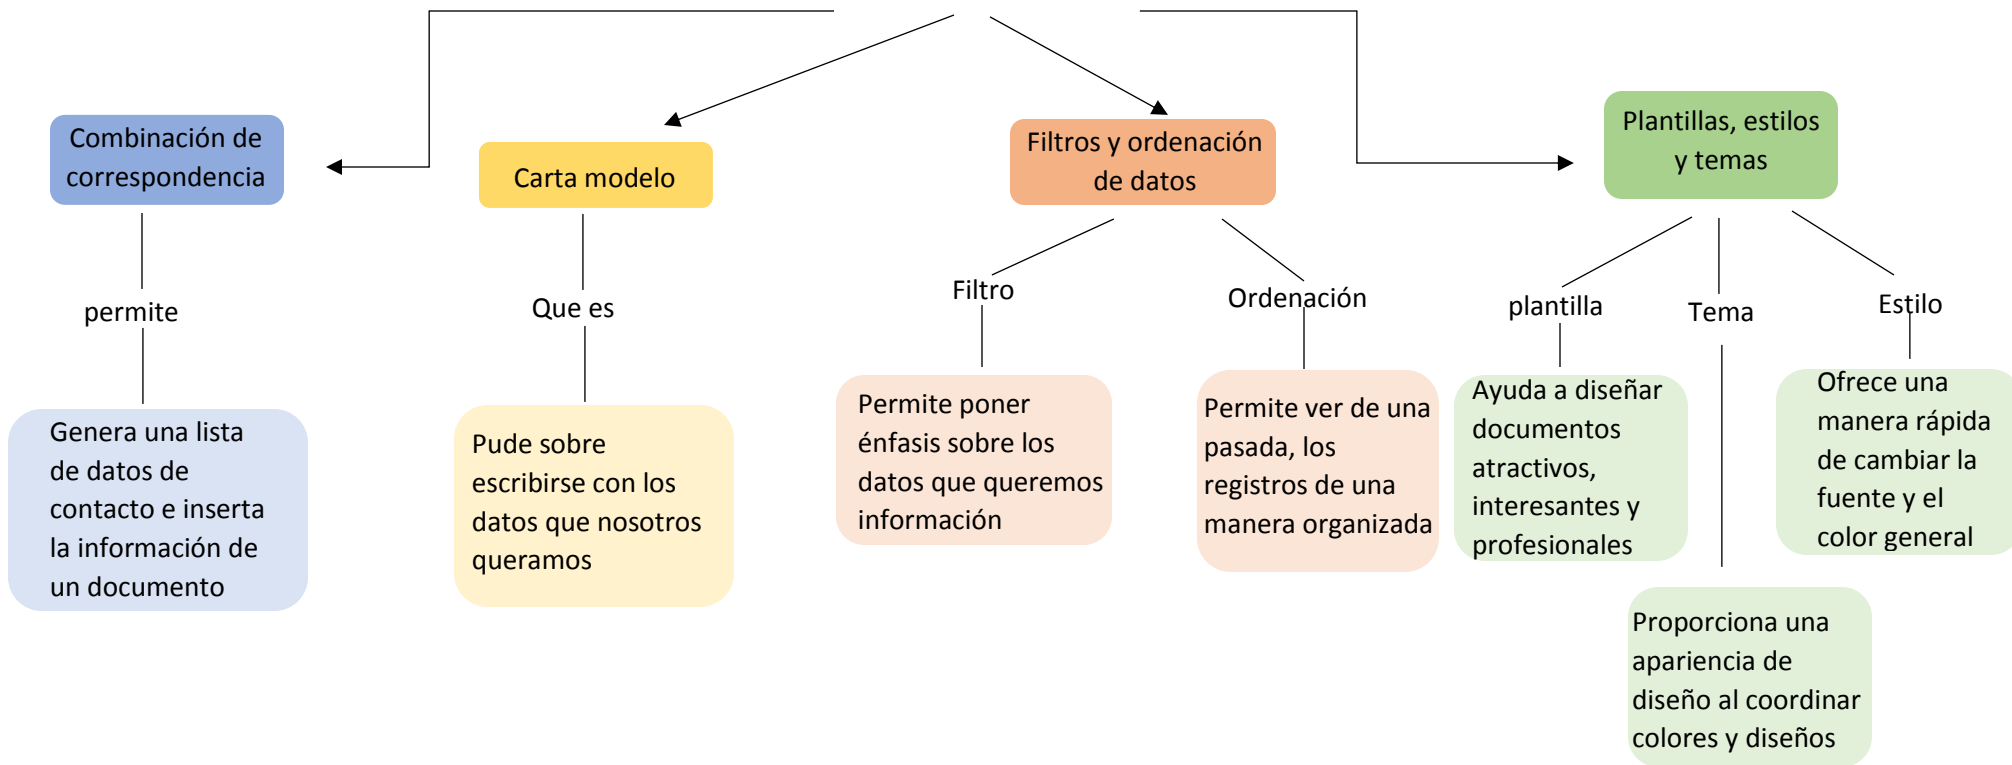 Combinación de
correspondencia
Carta modelo
Filtros y ordenación
de datos
Plantillas, estilos
y temas
permite
Que es
Filtro
Ordenación
plantilla
Tema
Estilo
Genera una lista
de datos de
contacto e inserta
la información de
un documento
Pude sobre
escribirse con los
datos que nosotros
queramos
Permite poner
énfasis sobre los
datos que queremos
información
Permite ver de una
pasada, los
registros de una
manera organizada
Ayuda a diseñar
documentos
atractivos,
interesantes y
profesionales
Ofrece una
manera rápida
de cambiar la
fuente y el
color general
Proporciona una
apariencia de
diseño al coordinar
colores y diseños